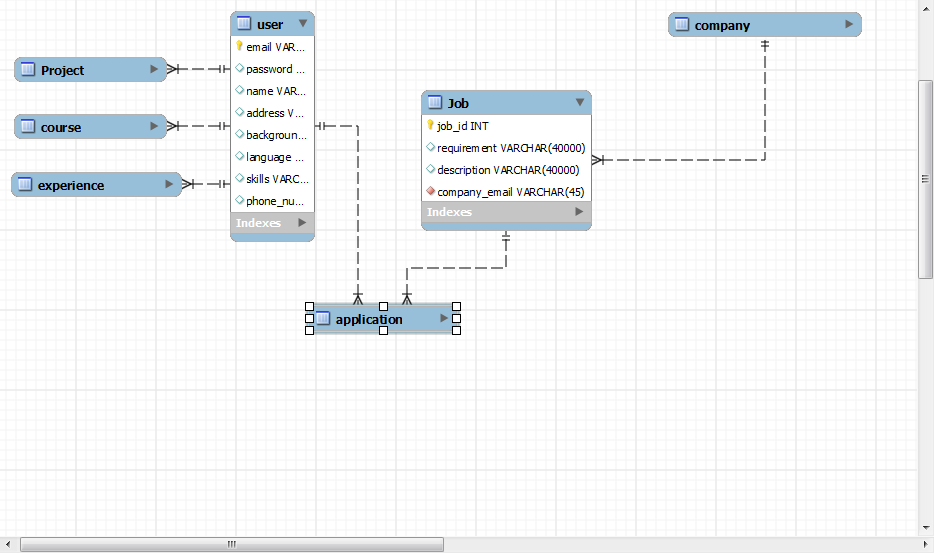 user
email VAR...
password ...
name VAR...
address V...
backgroun...
language ...
skills VARC...
phone_nu...
Indexes
Project
course
experience
Job
job_id INT
requirement VARCHAR(40000)
description VARCHAR(40000)
company_email VARCHAR(45)
Indexes
company
application